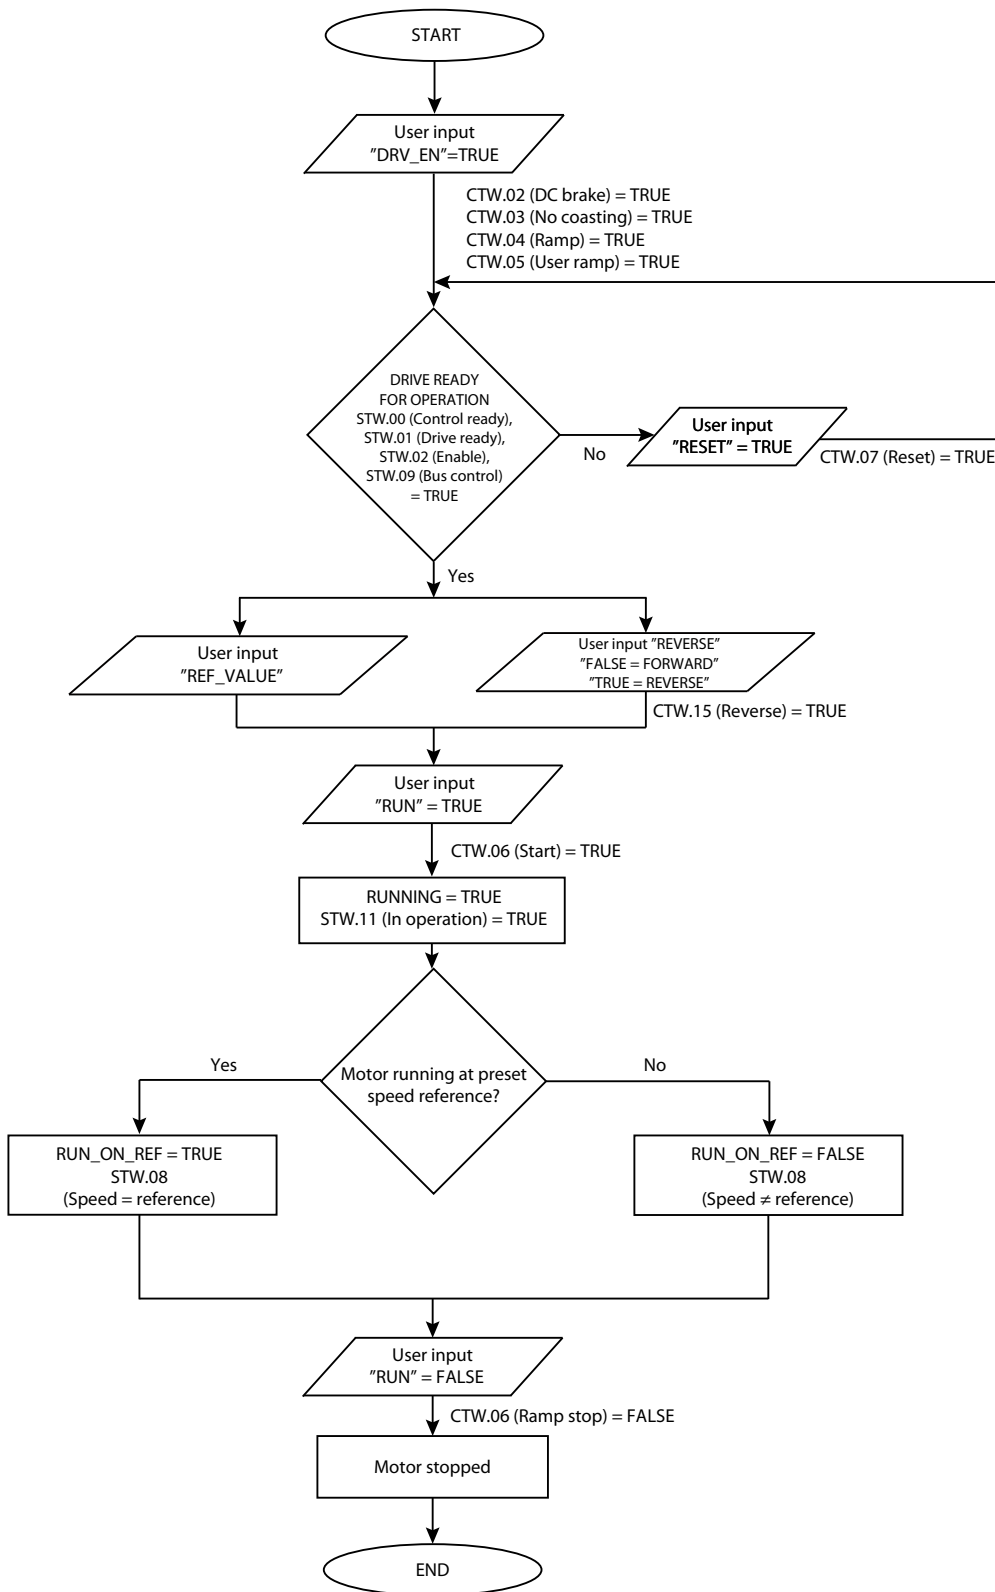 START
User input
"DRV_EN"=TRUE
CTW.02 (DC brake) = TRUE
CTW.03 (No coasting) = TRUE
CTW.04 (Ramp) = TRUE
CTW.05 (User ramp) = TRUE
DRIVE READY
FOR OPERATION
STW.00 (Control ready),
STW.01 (Drive ready),
STW.02 (Enable),
STW.09 (Bus control)
= TRUE
No
User input
"RESET" = TRUE
CTW.07 (Reset) = TRUE
Yes
User input
"REF_VALUE"
User input "REVERSE"
"FALSE = FORWARD"
"TRUE = REVERSE"
CTW.15 (Reverse) = TRUE
User input
"RUN" = TRUE
CTW.06 (Start) = TRUE
RUNNING = TRUE
STW.11 (In operation) = TRUE
Motor running at preset
speed reference?
Yes
No
RUN_ON_REF = TRUE
STW.08
(Speed = reference)
RUN_ON_REF = FALSE
STW.08
(Speed ≠ reference)
User input
"RUN" = FALSE
CTW.06 (Ramp stop) = FALSE
Motor stopped
END